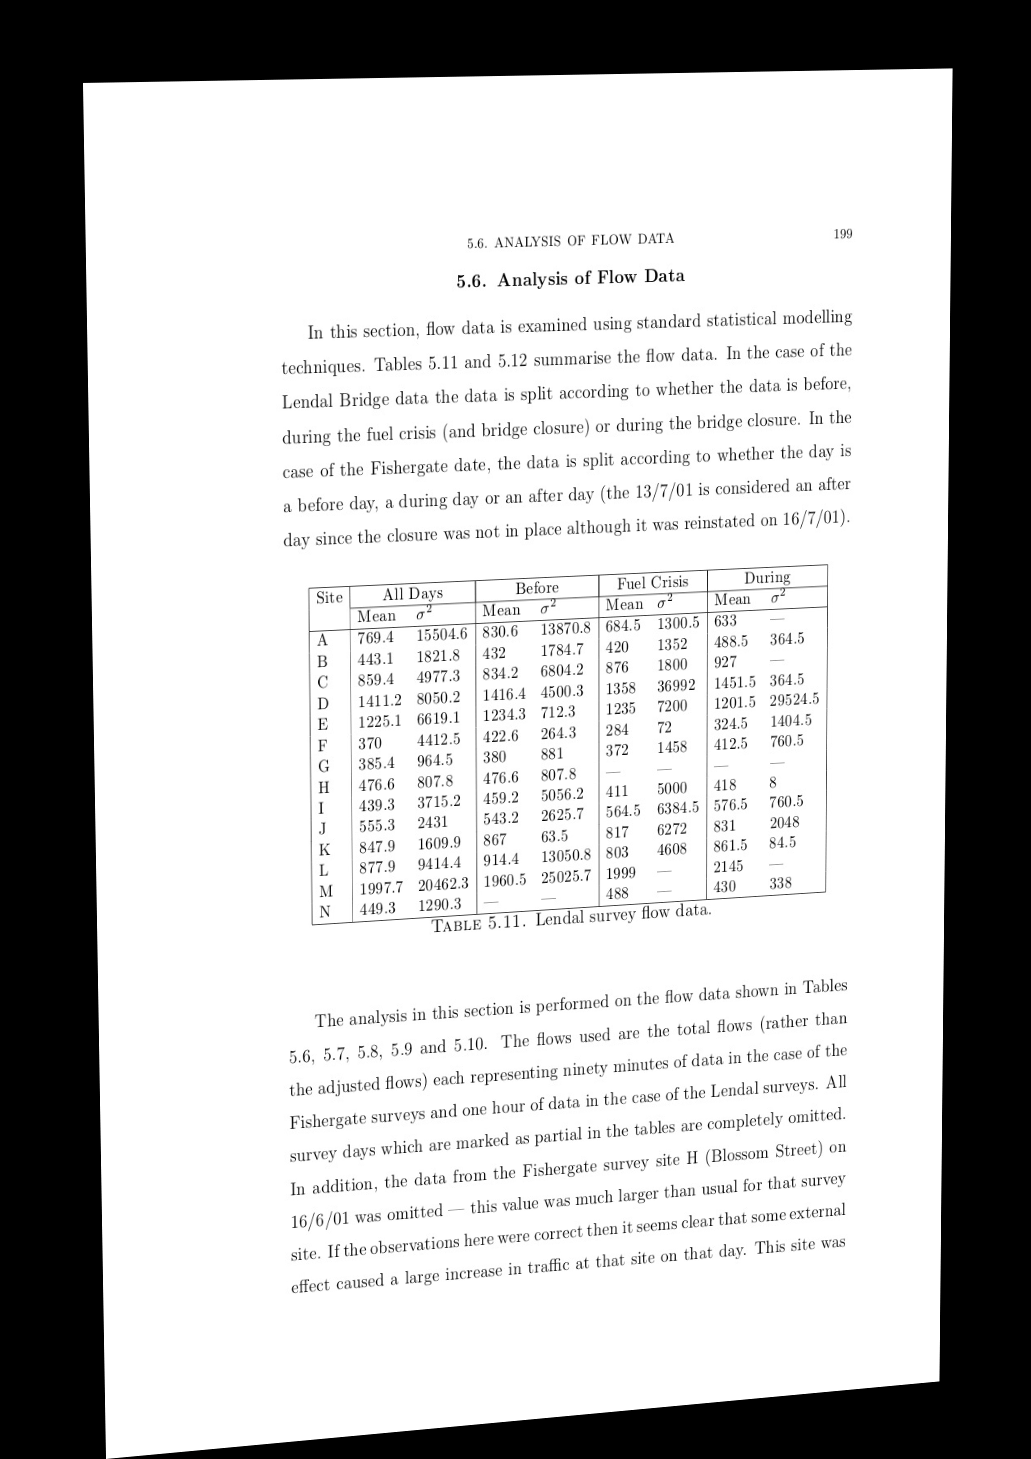 5.6. ANALYSIS OF FLOW DATA 199
5.6. Analysis of Flow Data
In this section, flow data is examined using standard statistical modelling
techniques. Tables 5.11 and 5.12 summarise the flow data. In the case of the
Lendal Bridge data the data is split according to whether the data is before,
during the fuel crisis (and bridge closure) or during the bridge closure. In the
case of the Fishergate date, the data is split according to whether the day is
a before day, a during day or an after day (the 13/7/01 is considered an after
day since the closure was not in place although it was reinstated on 16/7/01).
Site All Days Before Fuel Crisis During
Mean σ² Mean σ² Mean σ² Mean σ²
A 769.4 15504.6 830.6 13870.8 684.5 1300.5 633 —
B 443.1 1821.8 432 1784.7 420 1352 488.5 364.5
C 859.4 4977.3 834.2 6804.2 876 1800 927 —
D 1411.2 8050.2 1416.4 4500.3 1358 36992 1451.5 364.5
E 1225.1 6619.1 1234.3 712.3 1235 7200 1201.5 29524.5
F 370 4412.5 422.6 264.3 284 72 324.5 1404.5
G 385.4 964.5 380 881 372 1458 412.5 760.5
H 476.6 807.8 476.6 807.8 — — — —
I 439.3 3715.2 459.2 5056.2 411 5000 418 8
J 555.3 2431 543.2 2625.7 564.5 6384.5 576.5 760.5
K 847.9 1609.9 867 63.5 817 6272 831 2048
L 877.9 9414.4 914.4 13050.8 803 4608 861.5 84.5
M 1997.7 20462.3 1960.5 25025.7 1999 — 2145 —
N 449.3 1290.3 — — 488 — 430 338
TABLE 5.11. Lendal survey flow data.
The analysis in this section is performed on the flow data shown in Tables
5.6, 5.7, 5.8, 5.9 and 5.10. The flows used are the total flows (rather than
the adjusted flows) each representing ninety minutes of data in the case of the
Fishergate surveys and one hour of data in the case of the Lendal surveys. All
survey days which are marked as partial in the tables are completely omitted.
In addition, the data from the Fishergate survey site H (Blossom Street) on
16/6/01 was omitted — this value was much larger than usual for that survey
site. If the observations here were correct then it seems clear that some external
effect caused a large increase in traffic at that site on that day. This site was